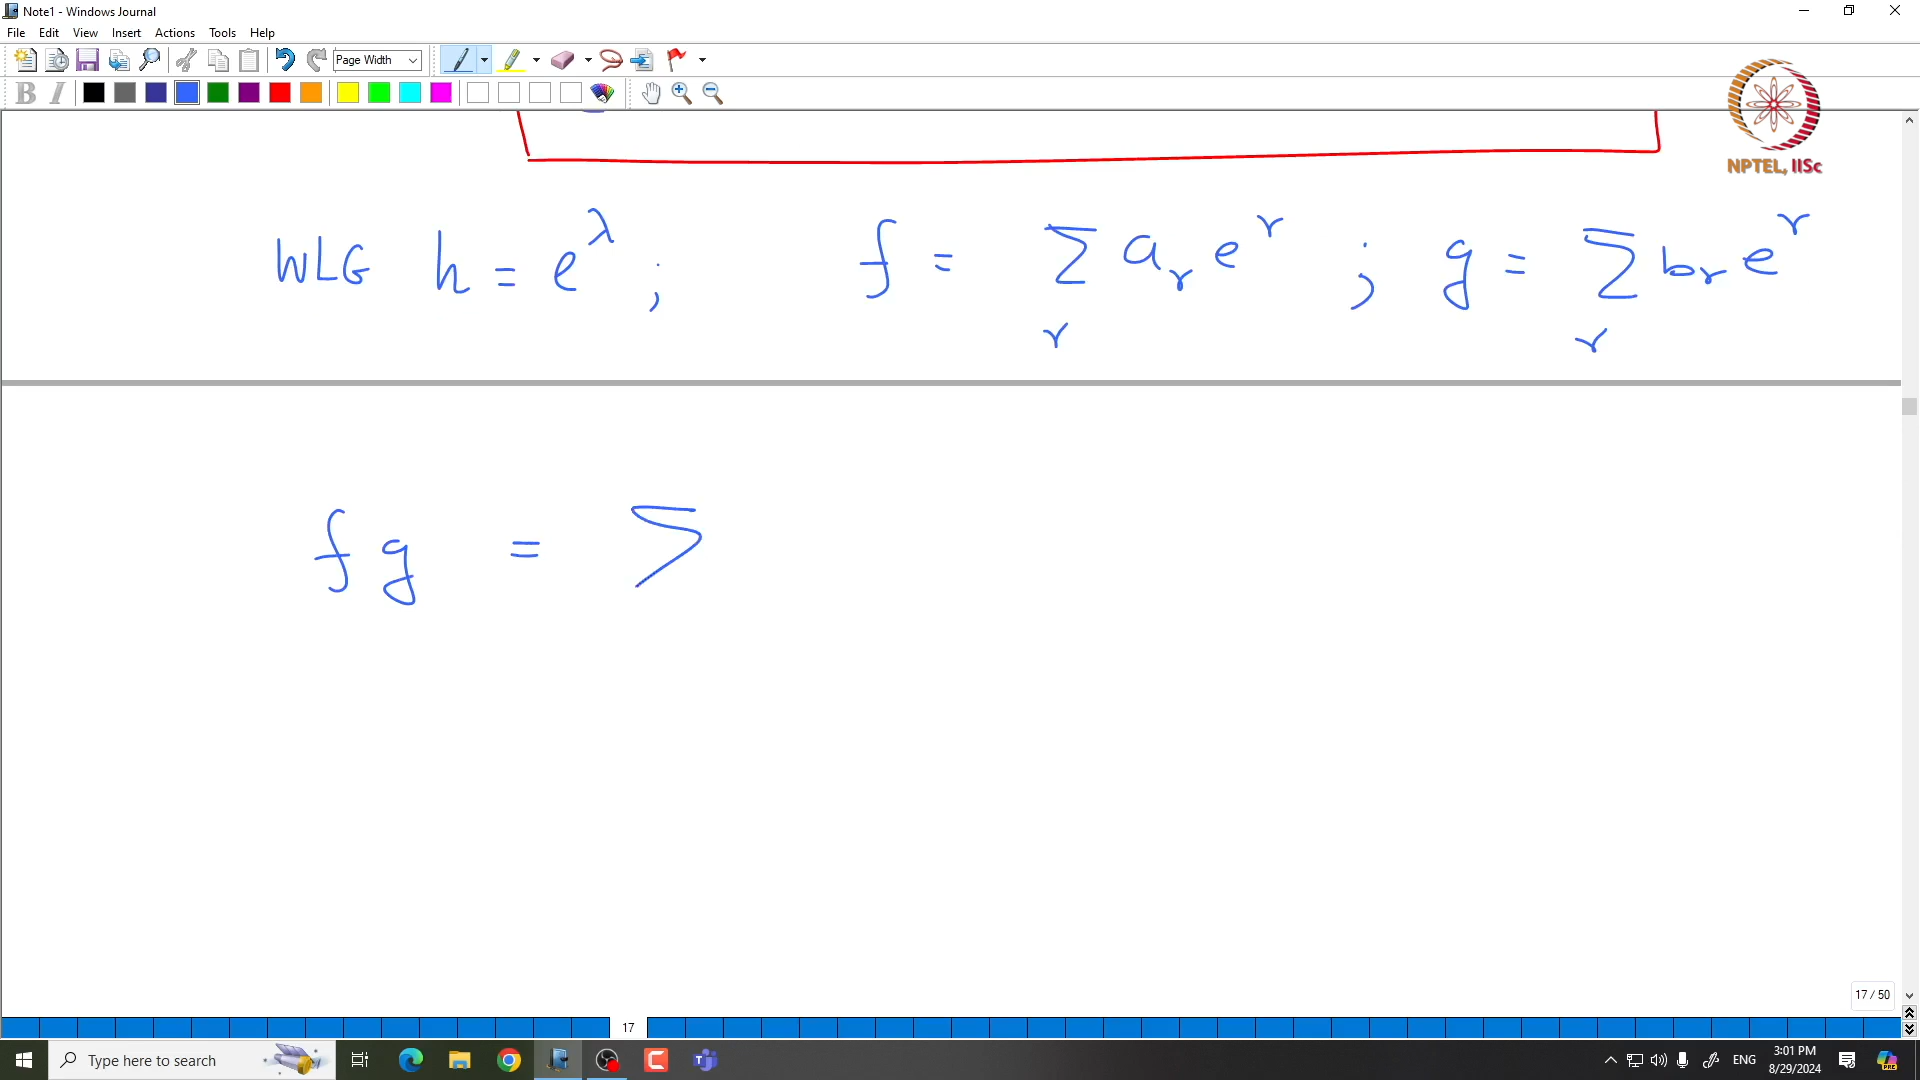 Note1 - Windows Journal
File Edit View Insert Actions Tools Help
Page Width
B I
NPTEL, IISc
WLG h = e^λ ; f = Σ_r a_r e^r ; g = Σ_r b_r e^r
f g = Σ
17 / 50
17
Type here to search
ENG
3:01 PM
8/29/2024